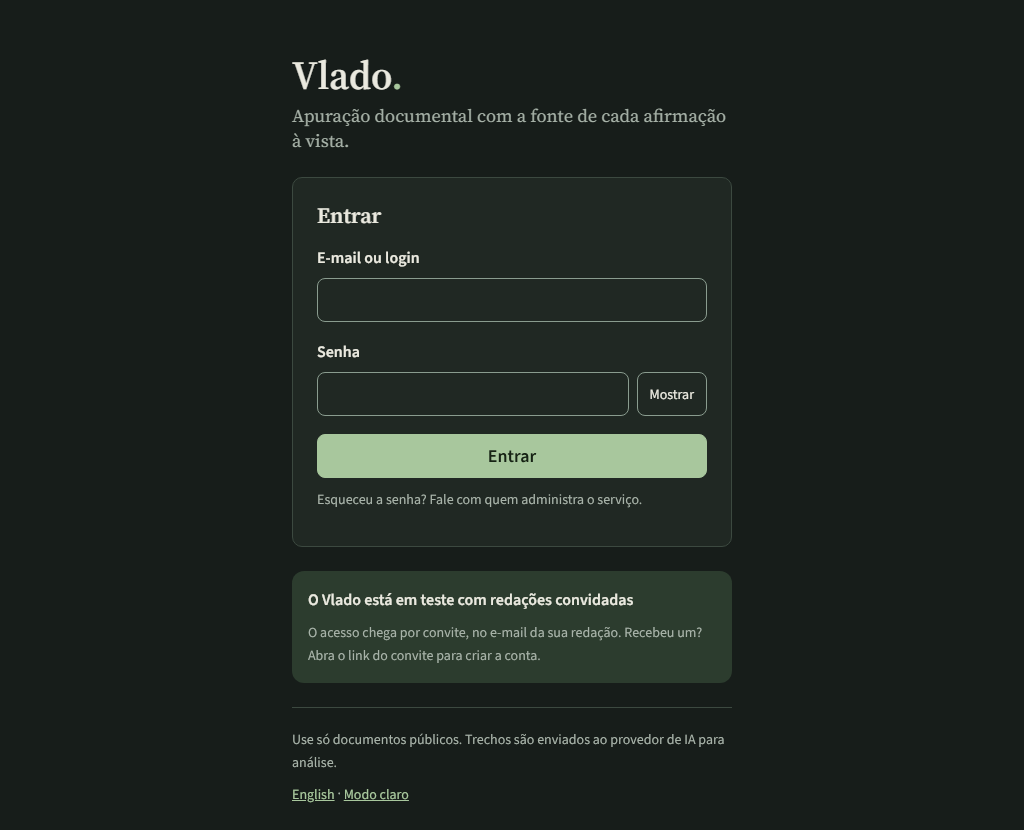 Vlado.
Apuração documental com a fonte de cada afirmação
à vista.
Entrar
E-mail ou login
Senha
Mostrar
Entrar
Esqueceu a senha? Fale com quem administra o serviço.
O Vlado está em teste com redações convidadas
O acesso chega por convite, no e-mail da sua redação. Recebeu um?
Abra o link do convite para criar a conta.
Use só documentos públicos. Trechos são enviados ao provedor de IA para
análise.
English · Modo claro